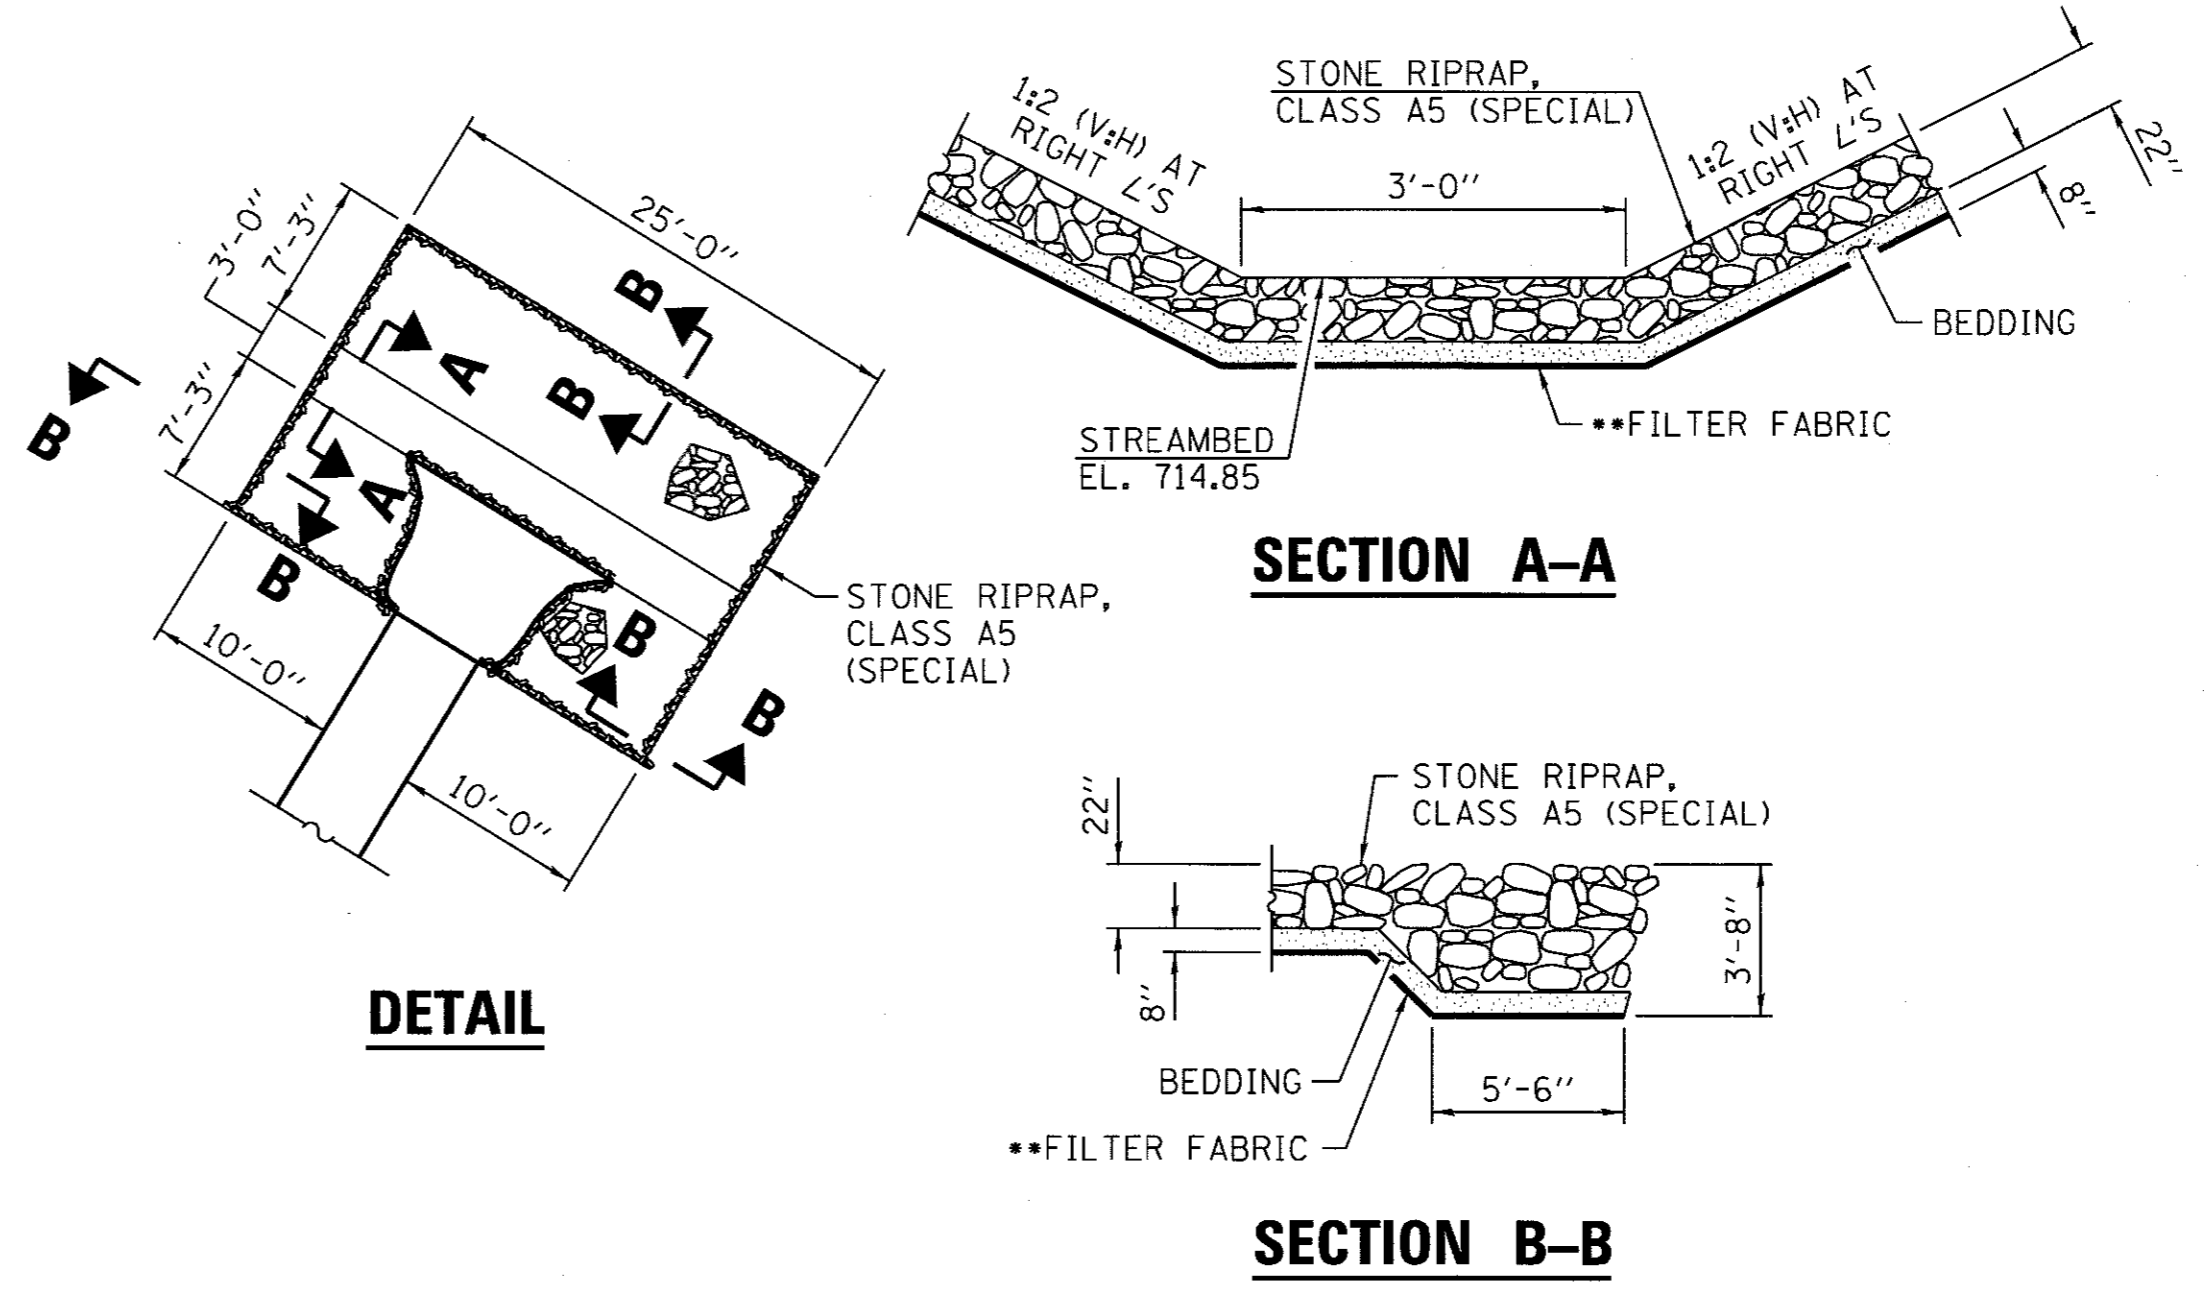 25'-0"
7'-3"
3'-0"
7'-3"
B
B
B
B
B
B
B
A
A
10'-0"
10'-0"
STONE RIPRAP,
CLASS A5
(SPECIAL)
DETAIL
1:2 (V:H) AT
RIGHT ∠'S
STONE RIPRAP,
CLASS A5 (SPECIAL)
3'-0"
1:2 (V:H) AT
RIGHT ∠'S
22"
8"
BEDDING
**FILTER FABRIC
STREAMBED
EL. 714.85
SECTION A-A
STONE RIPRAP,
CLASS A5 (SPECIAL)
22"
8"
3'-8"
BEDDING
5'-6"
**FILTER FABRIC
SECTION B-B